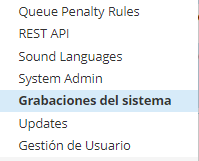 Queue Penalty Rules
REST API
Sound Languages
System Admin
Grabaciones del sistema
Updates
Gestión de Usuario